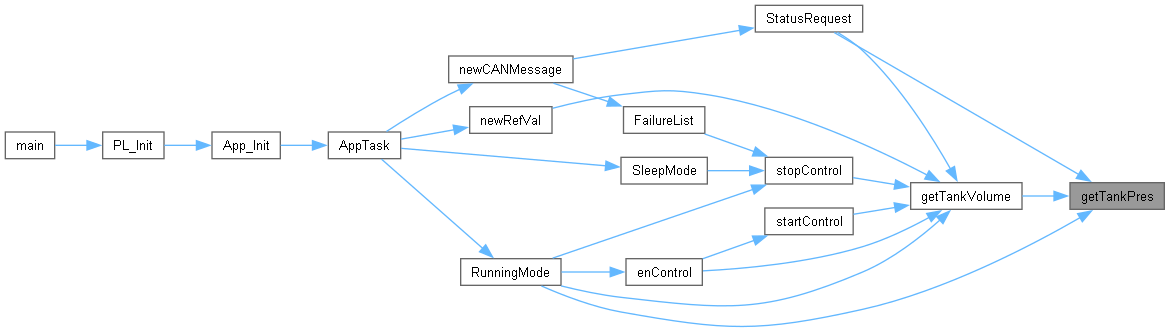 StatusRequest
newCANMessage
newRefVal
FailureList
main
PL_Init
App_Init
AppTask
SleepMode
stopControl
getTankVolume
getTankPres
startControl
RunningMode
enControl